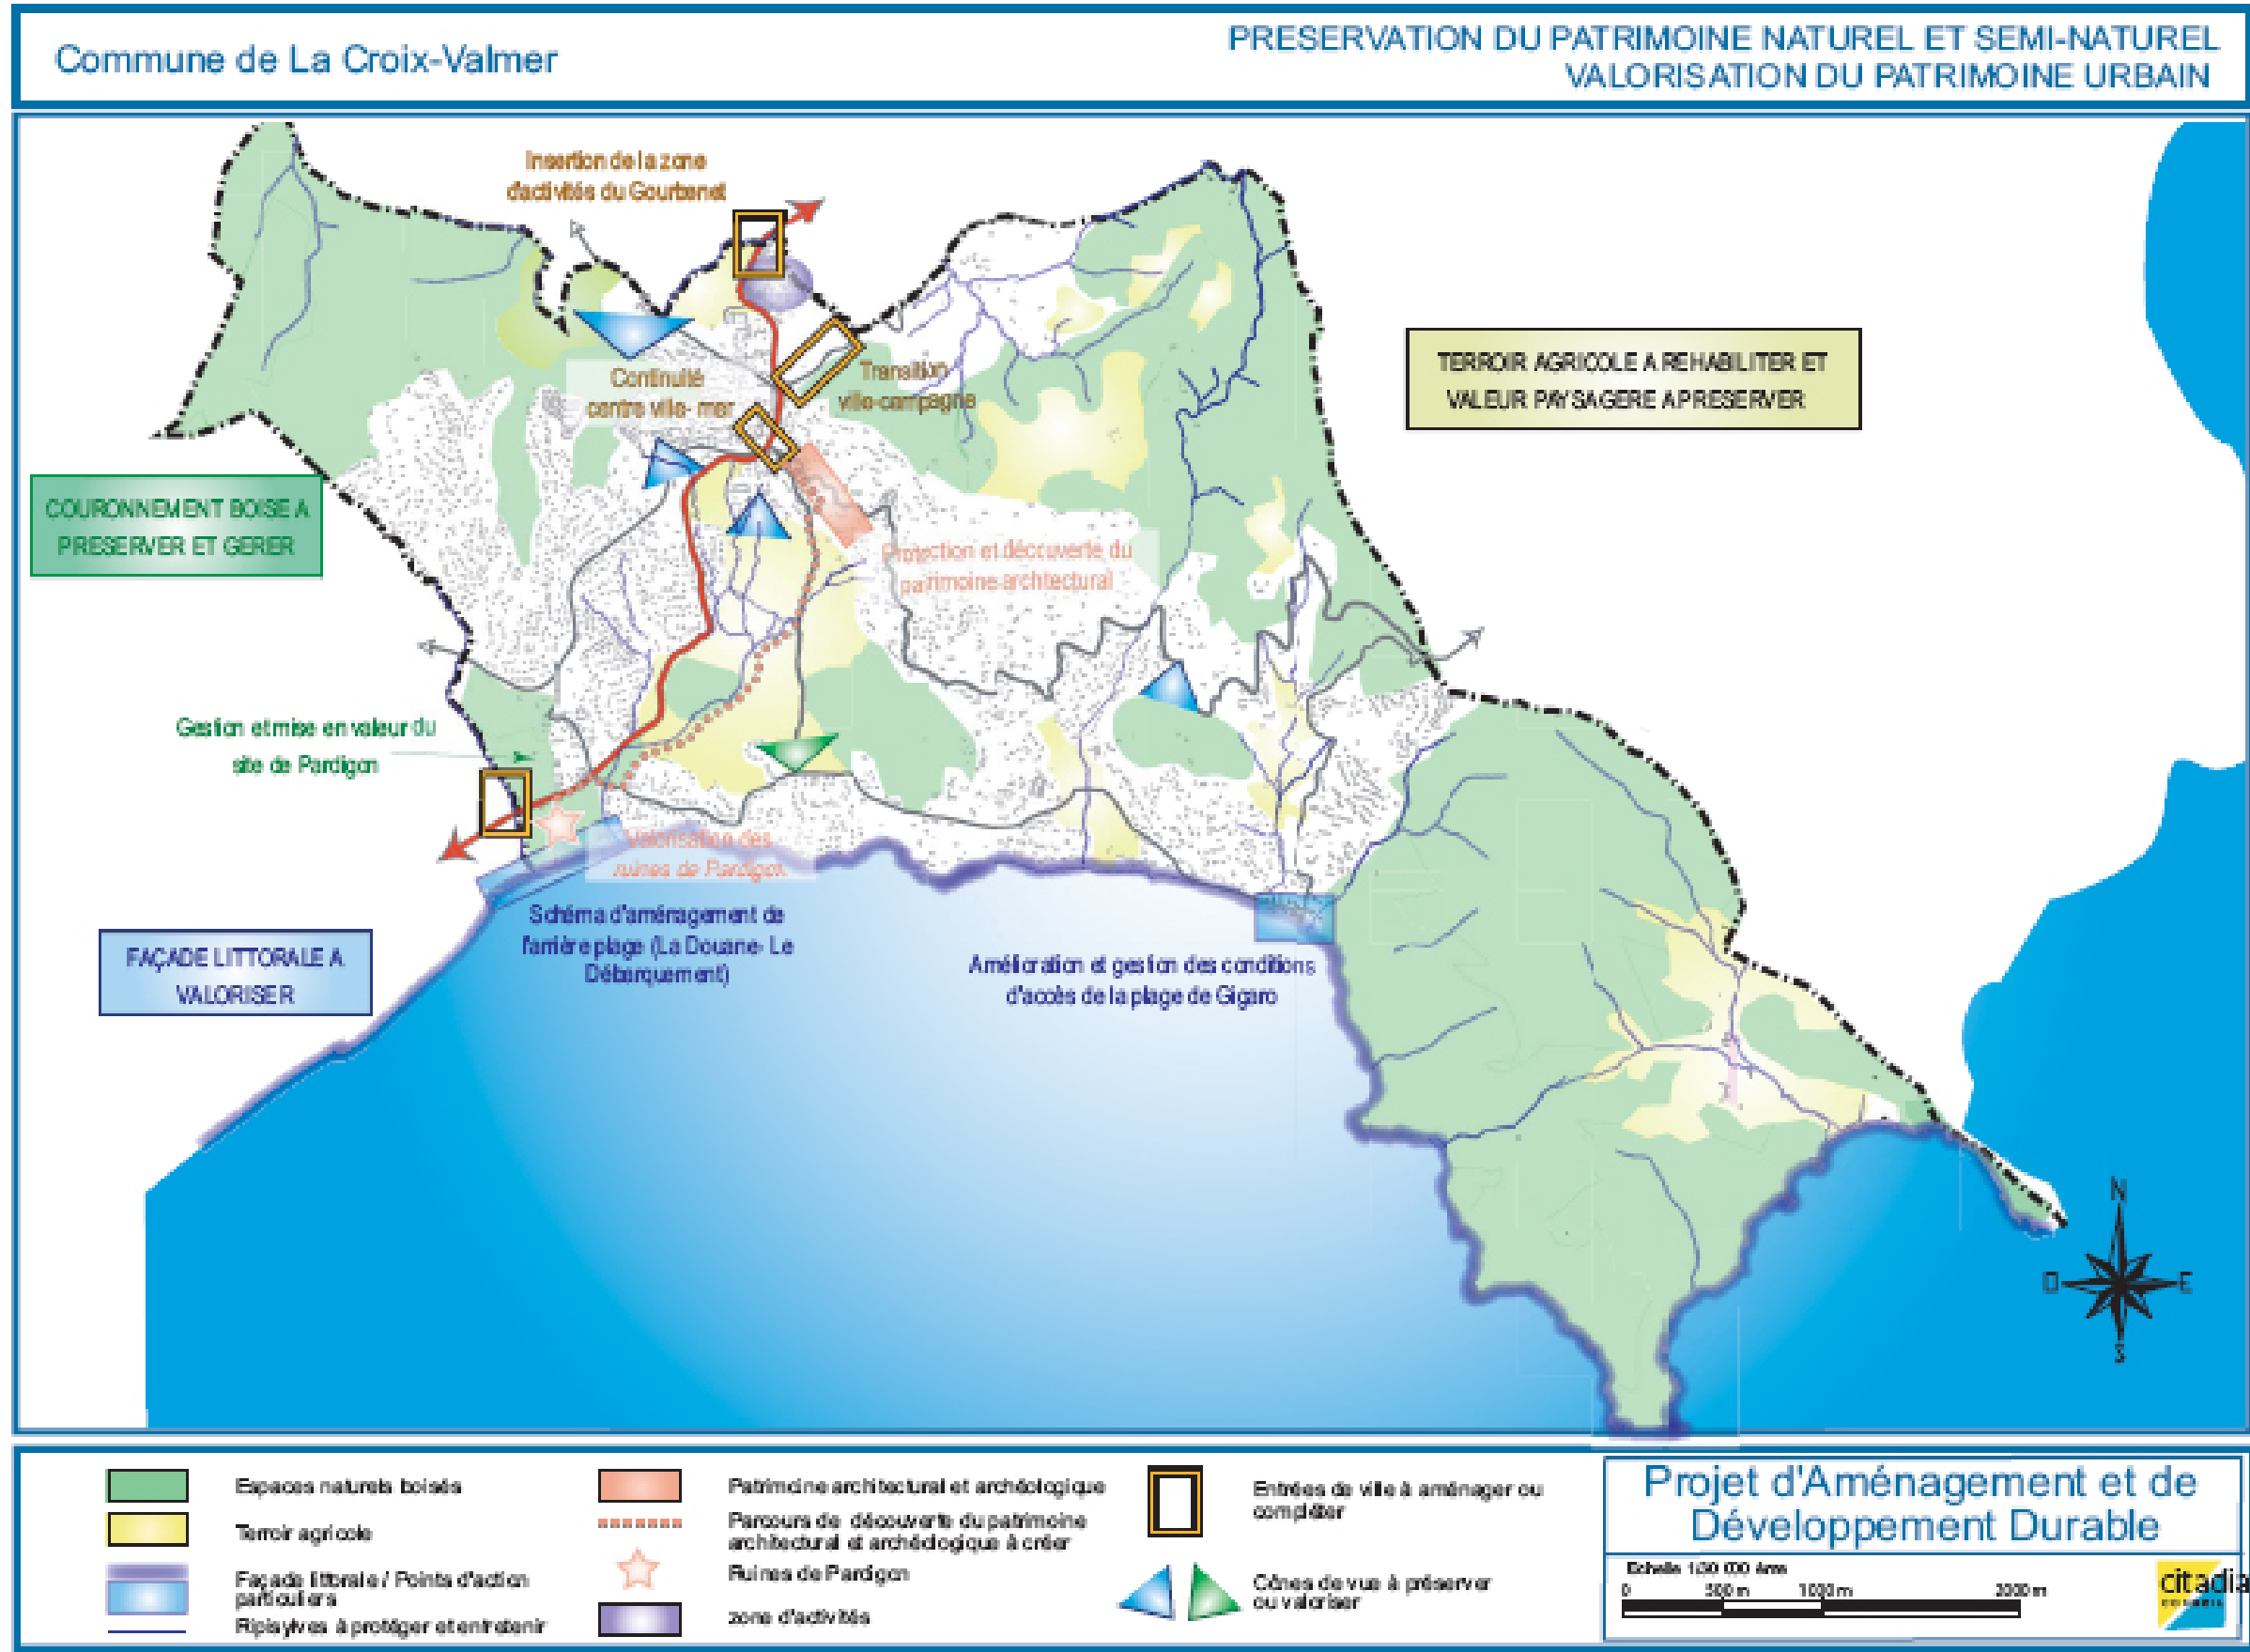 Commune de La Croix-Valmer
PRESERVATION DU PATRIMOINE NATUREL ET SEMI-NATUREL
VALORISATION DU PATRIMOINE URBAIN
Insertion de la zone
d'activités du Gourbenet
Continuité
centre ville- mer
Transition
ville-campagne
TERROIR AGRICOLE A REHABILITER ET
VALEUR PAYSAGERE A PRESERVER
COURONNEMENT BOISE A
PRESERVER ET GERER
Protection et découverte du
patrimoine architectural
Gestion et mise en valeur du
site de Pardigon
Valorisation des
ruines de Pardigon
Schéma d'aménagement de
l'arrière plage (La Douane- Le
Débarquement)
FAÇADE LITTORALE A
VALORISER
Amélioration et gestion des conditions
d'accès de la plage de Gigaro
N
O
E
S
Espaces naturels boisés
Terroir agricole
Façade littorale / Points d'action
particuliers
Ripisylves à protéger et entretenir
Patrimoine architectural et archéologique
Parcours de découverte du patrimoine
architectural et archéologique à créer
Ruines de Pardigon
zone d'activités
Entrées de ville à aménager ou
compléter
Cônes de vue à préserver
ou valoriser
Projet d'Aménagement et de
Développement Durable
Echelle 1/30 000 ème
0 500 m 1000 m 2000 m
citadia
CONSEIL